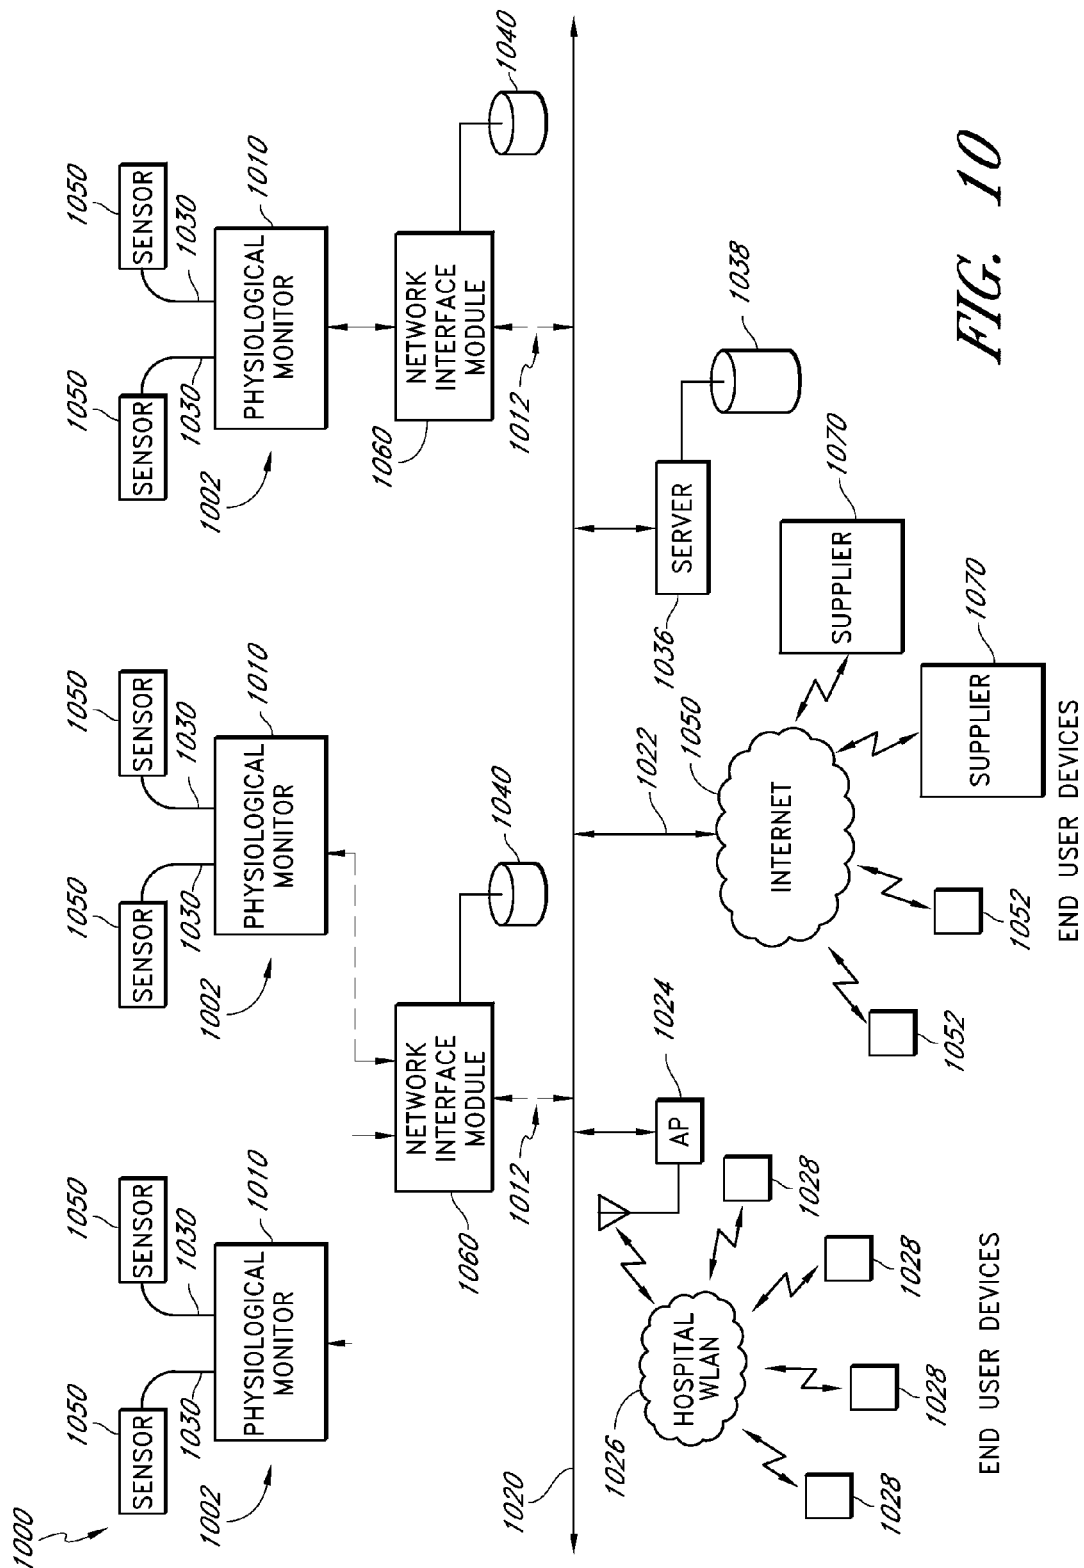 1000
1050
1050
1050
1050
1050
1050
SENSOR
SENSOR
SENSOR
SENSOR
SENSOR
SENSOR
1030
1030
1030
1030
1030
1030
1002
1010
1002
1010
1002
1010
PHYSIOLOGICAL
MONITOR
PHYSIOLOGICAL
MONITOR
PHYSIOLOGICAL
MONITOR
1060
NETWORK
INTERFACE
MODULE
1040
1060
NETWORK
INTERFACE
MODULE
1040
1012
1012
1020
1026
HOSPITAL
WLAN
AP
1024
1028
1028
1028
1028
END USER DEVICES
1022
1050
INTERNET
1052
1052
END USER DEVICES
1036
SERVER
1038
SUPPLIER
1070
SUPPLIER
1070
FIG. 10